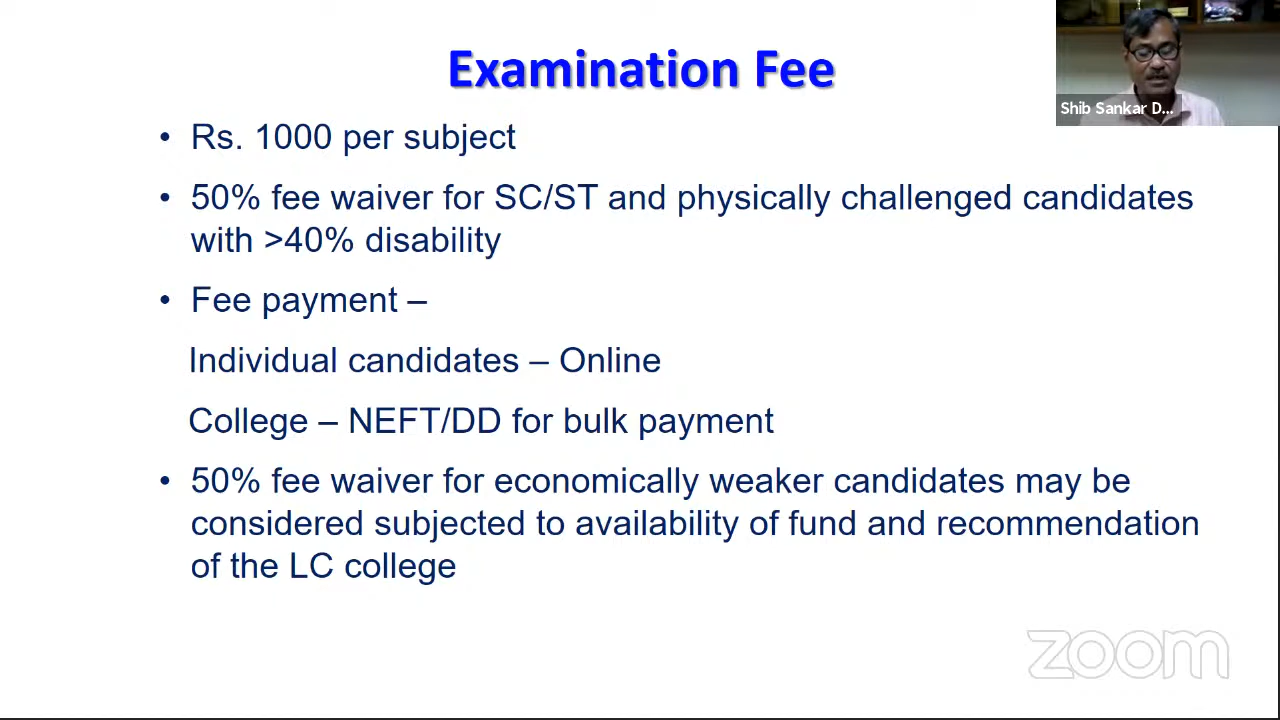 Examination Fee
Shib Sankar D...
• Rs. 1000 per subject
• 50% fee waiver for SC/ST and physically challenged candidates
with >40% disability
• Fee payment –
Individual candidates – Online
College – NEFT/DD for bulk payment
• 50% fee waiver for economically weaker candidates may be
considered subjected to availability of fund and recommendation
of the LC college
zoom